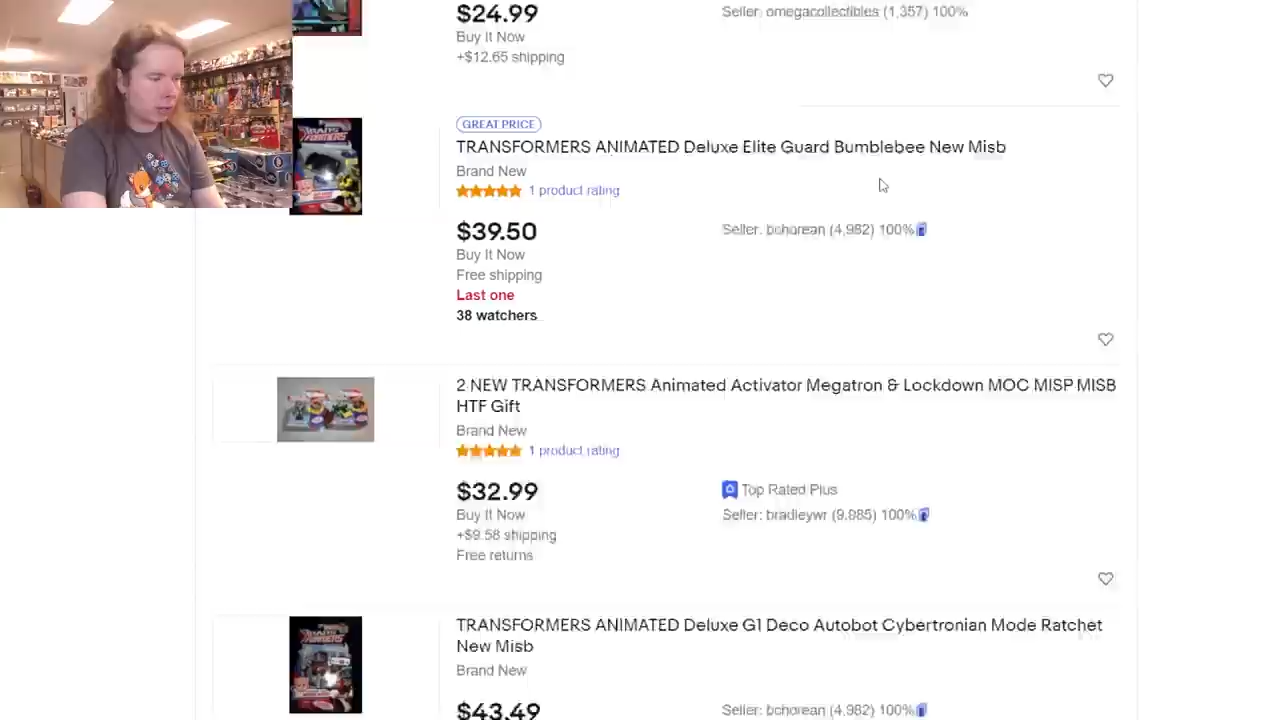 $24.99
Seller: omegacollectibles (1,357) 100%
Buy It Now
+$12.65 shipping
GREAT PRICE
TRANSFORMERS ANIMATED Deluxe Elite Guard Bumblebee New Misb
Brand New
1 product rating
$39.50
Seller: bchorean (4,982) 100%
Buy It Now
Free shipping
Last one
38 watchers
2 NEW TRANSFORMERS Animated Activator Megatron & Lockdown MOC MISP MISB
HTF Gift
Brand New
1 product rating
$32.99
Top Rated Plus
Seller: bradleywr (9,885) 100%
Buy It Now
+$9.58 shipping
Free returns
TRANSFORMERS ANIMATED Deluxe G1 Deco Autobot Cybertronian Mode Ratchet
New Misb
Brand New
$43.49
Seller: bchorean (4,982) 100%